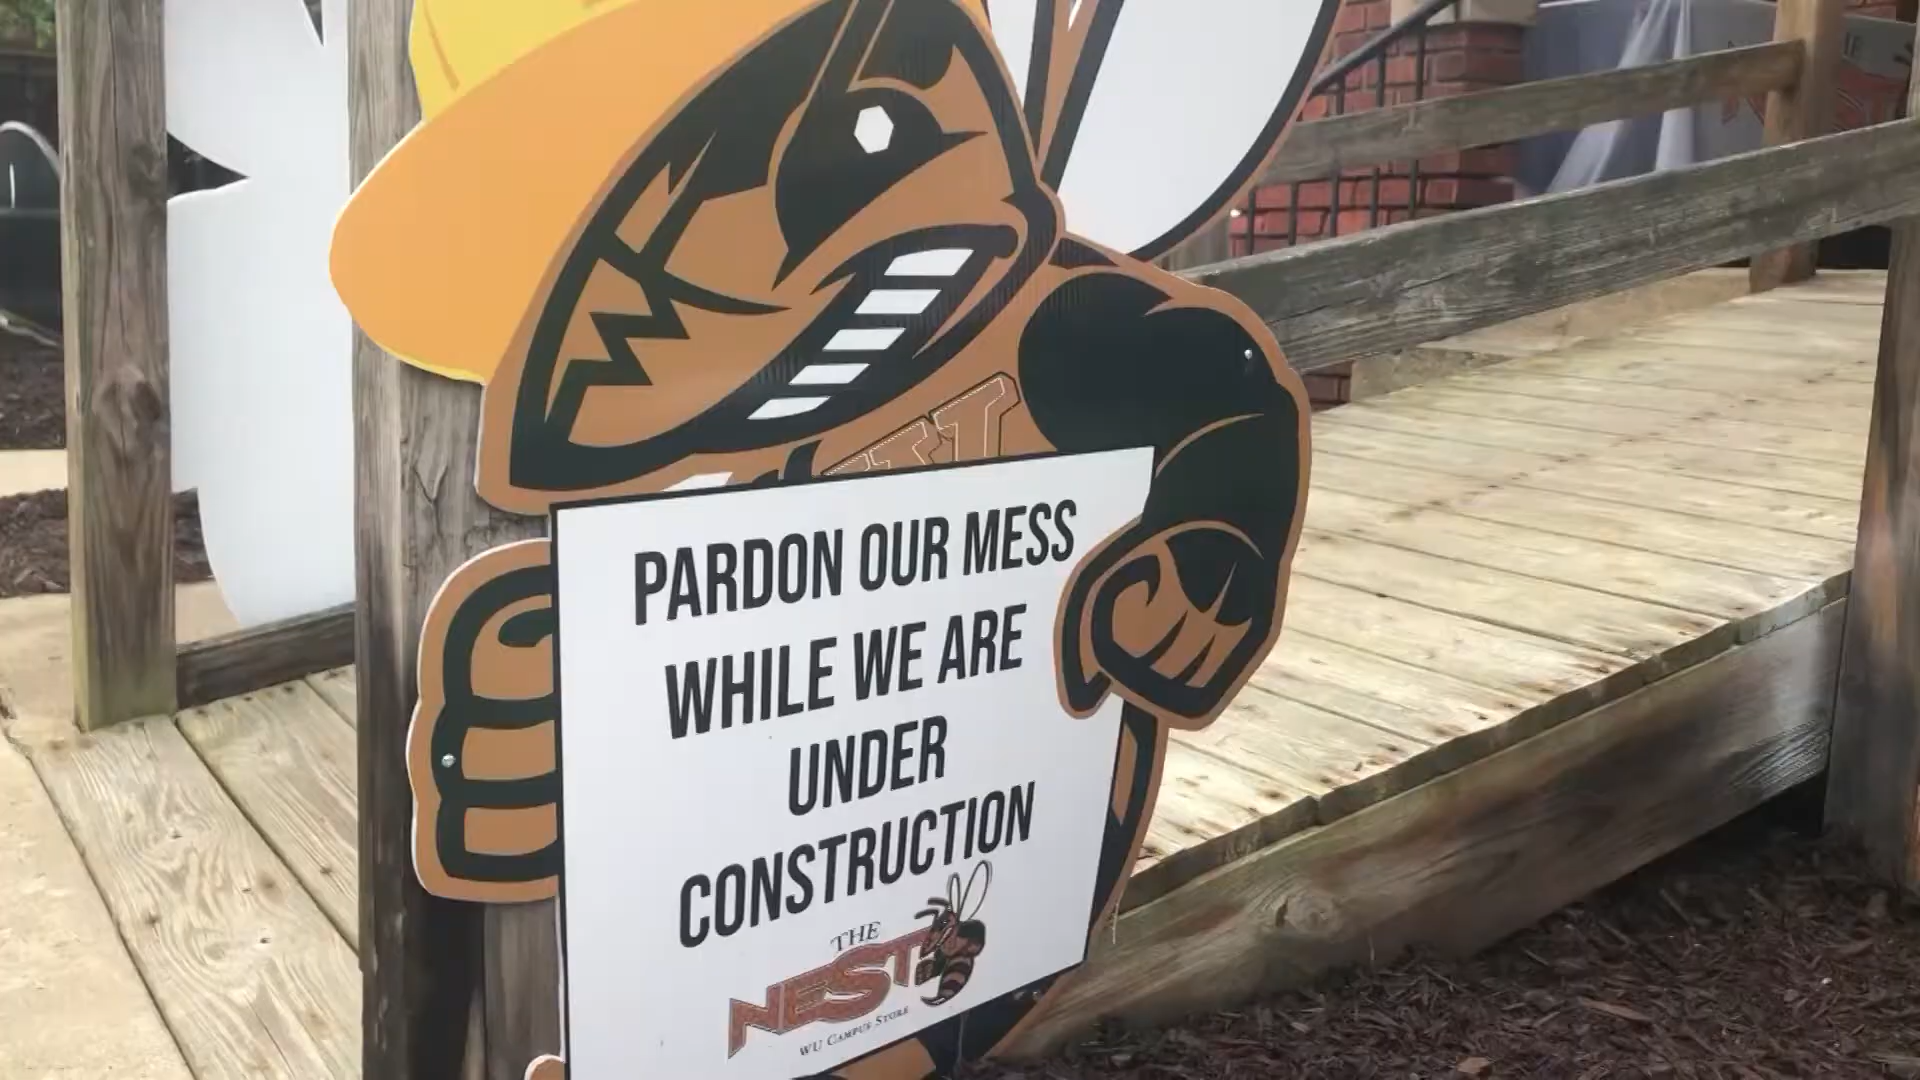 PARDON OUR MESS
WHILE WE ARE
UNDER
CONSTRUCTION
THE
NEST
WU CAMPUS STORE